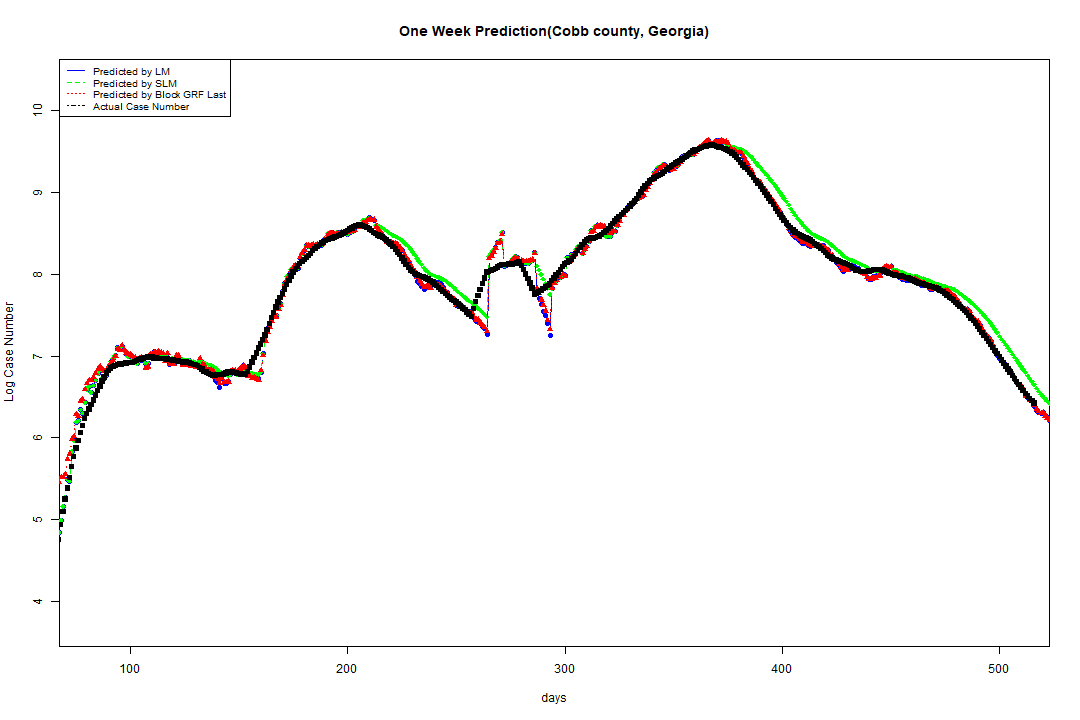 One Week Prediction(Cobb county, Georgia)
Predicted by LM
Predicted by SLM
Predicted by Block GRF Last
Actual Case Number
10
9
8
7
6
5
4
Log Case Number
100 200 300 400 500
days